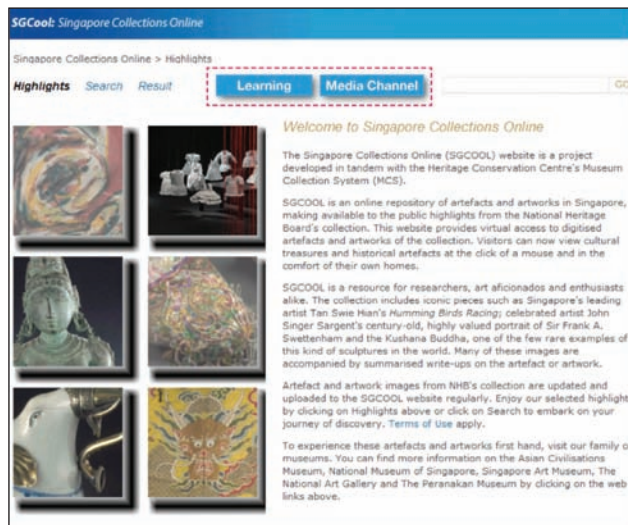 SGCool: Singapore Collections Online
Singapore Collections Online > Highlights
Highlights Search Result Learning Media Channel GO
Welcome to Singapore Collections Online
The Singapore Collections Online (SGCOOL) website is a project
developed in tandem with the Heritage Conservation Centre's Museum
Collection System (MCS).
SGCOOL is an online repository of artefacts and artworks in Singapore,
making available to the public highlights from the National Heritage
Board's collection. This website provides virtual access to digitised
artefacts and artworks of the collection. Visitors can now view cultural
treasures and historical artefacts at the click of a mouse and in the
comfort of their own homes.
SGCOOL is a resource for researchers, art aficionados and enthusiasts
alike. The collection includes iconic pieces such as Singapore's leading
artist Tan Swie Hian's Humming Birds Racing; celebrated artist John
Singer Sargent's century-old, highly valued portrait of Sir Frank A.
Swettenham and the Kushana Buddha, one of the few rare examples of
this kind of sculptures in the world. Many of these images are
accompanied by summarised write-ups on the artefact or artwork.
Artefact and artwork images from NHB's collection are updated and
uploaded to the SGCOOL website regularly. Enjoy our selected highlight
by clicking on Highlights above or click on Search to embark on your
journey of discovery. Terms of Use apply.
To experience these artefacts and artworks first hand, visit our family o
museums. You can find more information on the Asian Civilisations
Museum, National Museum of Singapore, Singapore Art Museum, The
National Art Gallery and The Peranakan Museum by clicking on the web
links above.